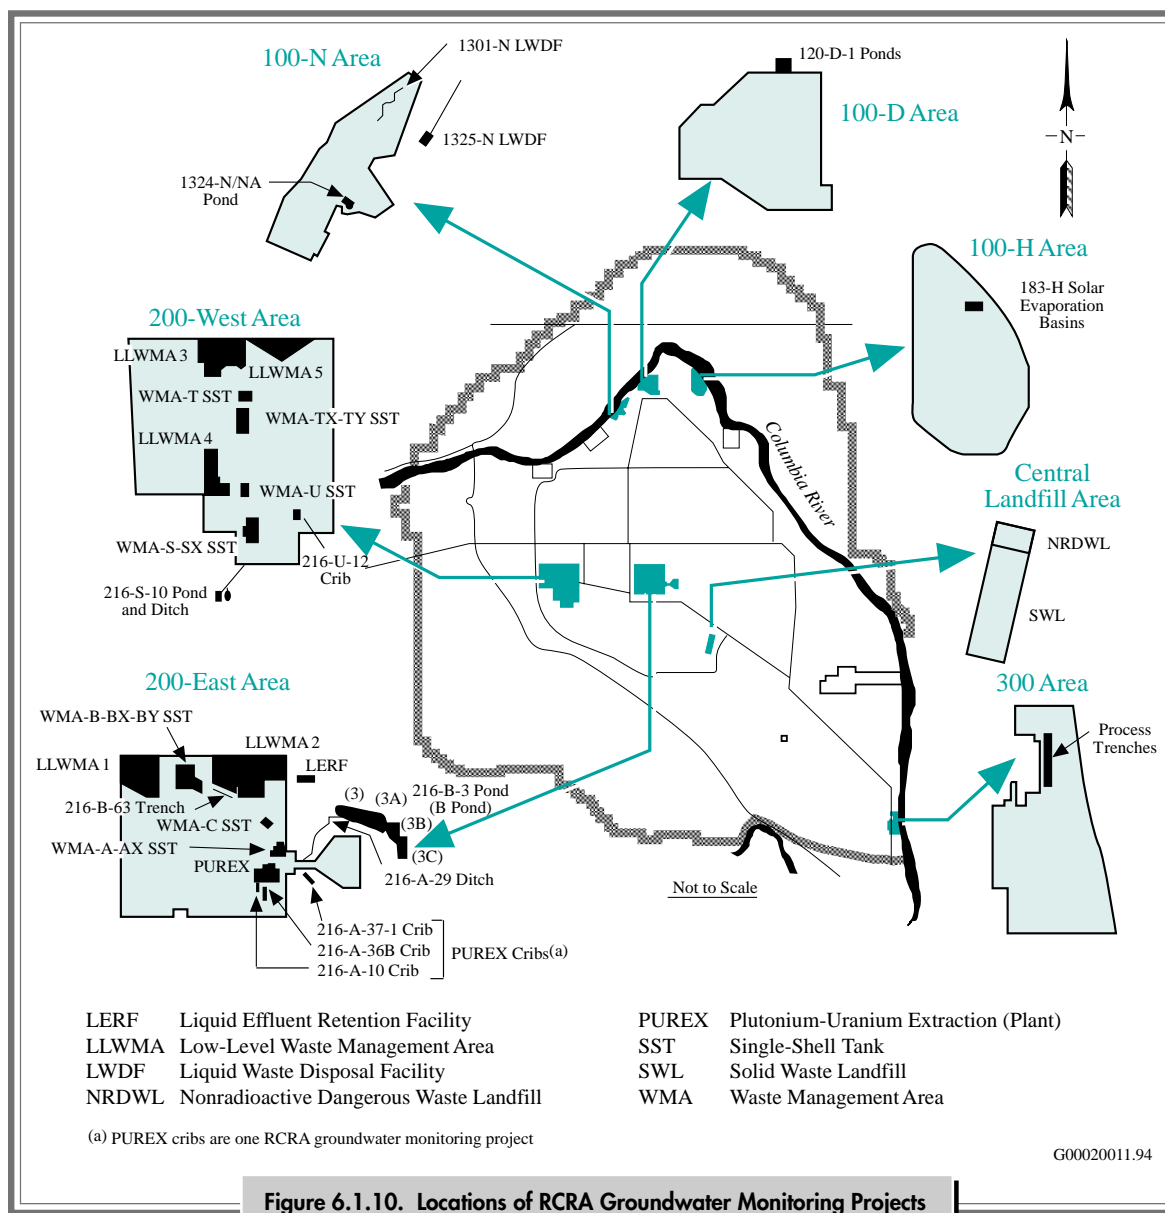 100-N Area
1301-N LWDF
1325-N LWDF
1324-N/NA
Pond
120-D-1 Ponds
100-D Area
N
100-H Area
183-H Solar
Evaporation
Basins
200-West Area
LLWMA 3
LLWMA 5
WMA-T SST
WMA-TX-TY SST
LLWMA 4
WMA-U SST
WMA-S-SX SST
216-U-12
Crib
216-S-10 Pond
and Ditch
Columbia River
Central
Landfill Area
NRDWL
SWL
200-East Area
WMA-B-BX-BY SST
LLWMA 1
LLWMA 2
LERF
216-B-63 Trench
WMA-C SST
WMA-A-AX SST
PUREX
216-B-3 Pond
(B Pond)
(3)
(3A)
(3B)
(3C)
216-A-29 Ditch
216-A-37-1 Crib
216-A-36B Crib
216-A-10 Crib
PUREX Cribs(a)
300 Area
Process
Trenches
Not to Scale
LERF Liquid Effluent Retention Facility
LLWMA Low-Level Waste Management Area
LWDF Liquid Waste Disposal Facility
NRDWL Nonradioactive Dangerous Waste Landfill
PUREX Plutonium-Uranium Extraction (Plant)
SST Single-Shell Tank
SWL Solid Waste Landfill
WMA Waste Management Area
(a) PUREX cribs are one RCRA groundwater monitoring project
G00020011.94
Figure 6.1.10. Locations of RCRA Groundwater Monitoring Projects